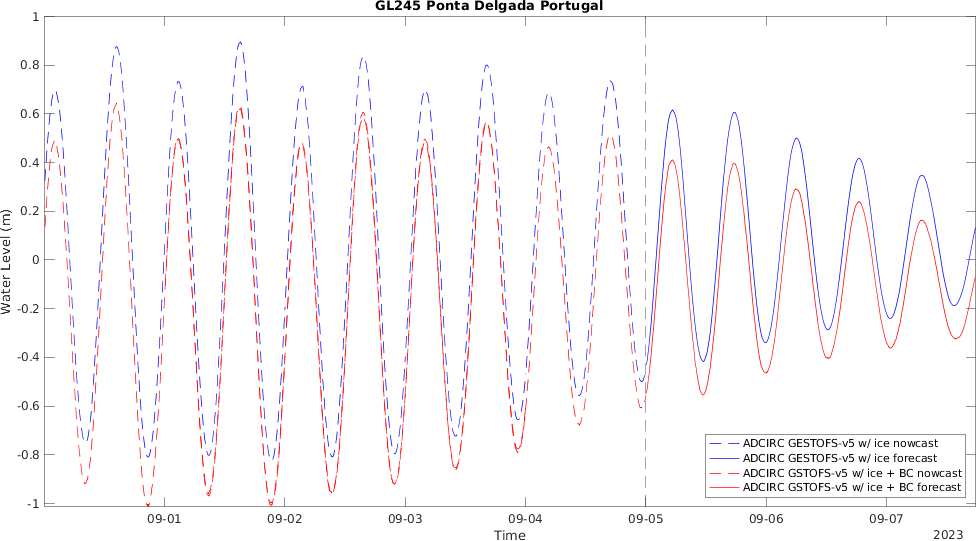 GL245 Ponta Delgada Portugal
1
0.8
0.6
0.4
0.2
0
-0.2
-0.4
-0.6
-0.8
-1
Water Level (m)
ADCIRC GESTOFS-v5 w/ ice nowcast
ADCIRC GESTOFS-v5 w/ ice forecast
ADCIRC GSTOFS-v5 w/ ice + BC nowcast
ADCIRC GSTOFS-v5 w/ ice + BC forecast
09-01 09-02 09-03 09-04 09-05 09-06 09-07
Time
2023